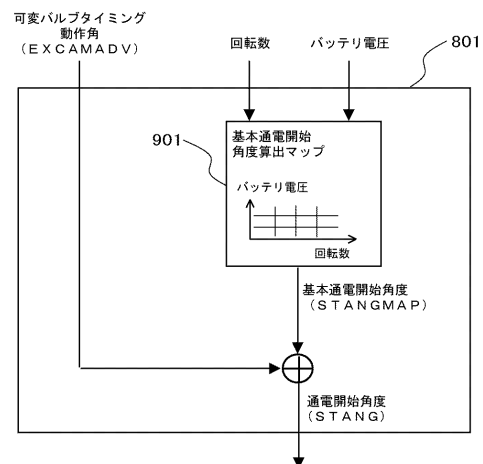 可変バルブタイミング
動作角
（ＥＸＣＡＭＡＤＶ）
回転数
バッテリ電圧
801
901
基本通電開始
角度算出マップ
バッテリ電圧
回転数
基本通電開始角度
（ＳＴＡＮＧＭＡＰ）
通電開始角度
（ＳＴＡＮＧ）